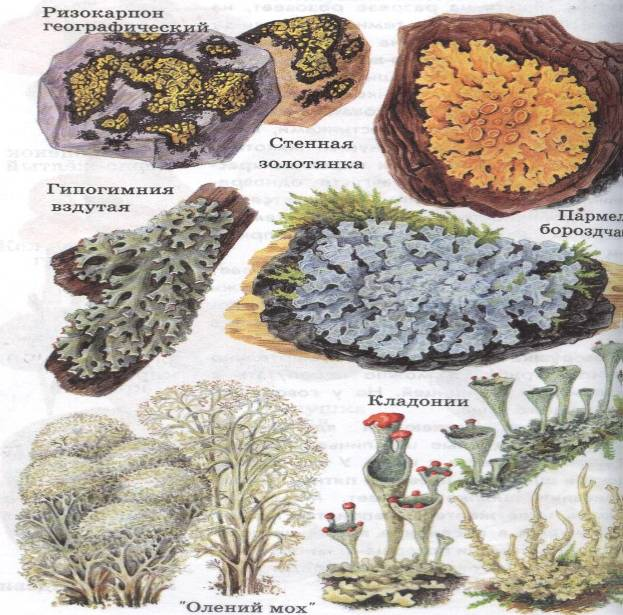 Ризокарпон
географический
Стенная
золотянка
Гипогимния
вздутая
Пармел
бороздча
Кладонии
"Олений мох"